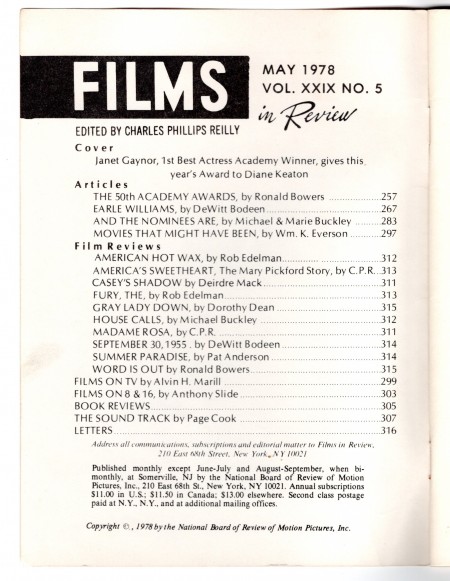 FILMS
in Review
MAY 1978
VOL. XXIX NO. 5
EDITED BY CHARLES PHILLIPS REILLY
Cover
Janet Gaynor, 1st Best Actress Academy Winner, gives this
year's Award to Diane Keaton
Articles
THE 50th ACADEMY AWARDS, by Ronald Bowers ..................257
EARLE WILLIAMS, by DeWitt Bodeen ..................267
AND THE NOMINEES ARE, by Michael & Marie Buckley ........283
MOVIES THAT MIGHT HAVE BEEN, by Wm. K. Everson ...........297
Film Reviews
AMERICAN HOT WAX, by Rob Edelman..................312
AMERICA'S SWEETHEART, The Mary Pickford Story, by C.P.R...313
CASEY'S SHADOW by Deirdre Mack..................311
FURY, THE, by Rob Edelman ..................313
GRAY LADY DOWN, by Dorothy Dean ..................315
HOUSE CALLS, by Michael Buckley ..................312
MADAME ROSA, by C.P.R. ..................311
SEPTEMBER 30, 1955 . by DeWitt Bodeen ..................314
SUMMER PARADISE, by Pat Anderson ..................314
WORD IS OUT by Ronald Bowers..................315
FILMS ON TV by Alvin H. Marill ..................299
FILMS ON 8 & 16, by Anthony Slide ..................303
BOOK REVIEWS..................305
THE SOUND TRACK by Page Cook ..................307
LETTERS..................316
Address all communications, subscriptions and editorial matter to Films in Review,
210 East 68th Street, New York, NY 10021
Published monthly except June-July and August-September, when bi-
monthly, at Somerville, NJ by the National Board of Review of Motion
Pictures, Inc., 210 East 68th St., New York, NY 10021. Annual subscriptions
$11.00 in U.S.; $11.50 in Canada; $13.00 elsewhere. Second class postage
paid at N.Y., N.Y., and at additional mailing offices.
Copyright ©, 1978 by the National Board of Review of Motion Pictures, Inc.